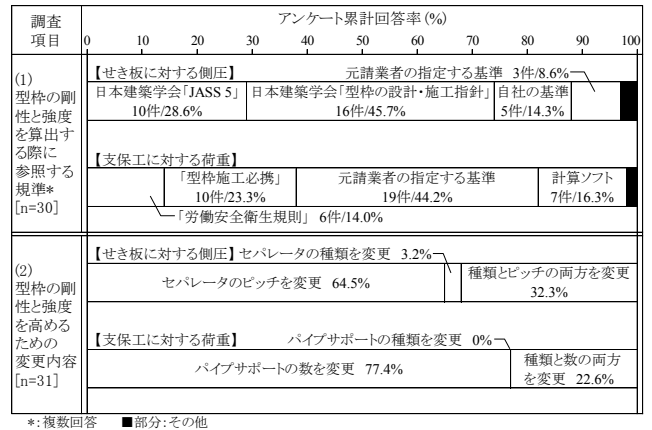 調査
項目
アンケート累計回答率(%)
0 10 20 30 40 50 60 70 80 90 100
(1)
型枠の剛
性と強度
を算出す
る際に
参照する
規準*
[n=30]
【せき板に対する側圧】 元請業者の指定する基準 3件/8.6%
日本建築学会「JASS 5」 日本建築学会「型枠の設計・施工指針」 自社の基準
10件/28.6% 16件/45.7% 5件/14.3%
【支保工に対する荷重】
「型枠施工必携」 元請業者の指定する基準 計算ソフト
10件/23.3% 19件/44.2% 7件/16.3%
「労働安全衛生規則」 6件/14.0%
(2)
型枠の剛
性と強度
を高める
ための
変更内容
[n=31]
【せき板に対する側圧】セパレータの種類を変更 3.2%
セパレータのピッチを変更 64.5% 種類とピッチの両方を変更
32.3%
【支保工に対する荷重】 パイプサポートの種類を変更 0%
パイプサポートの数を変更 77.4% 種類と数の両方
を変更 22.6%
*:複数回答 ■部分:その他